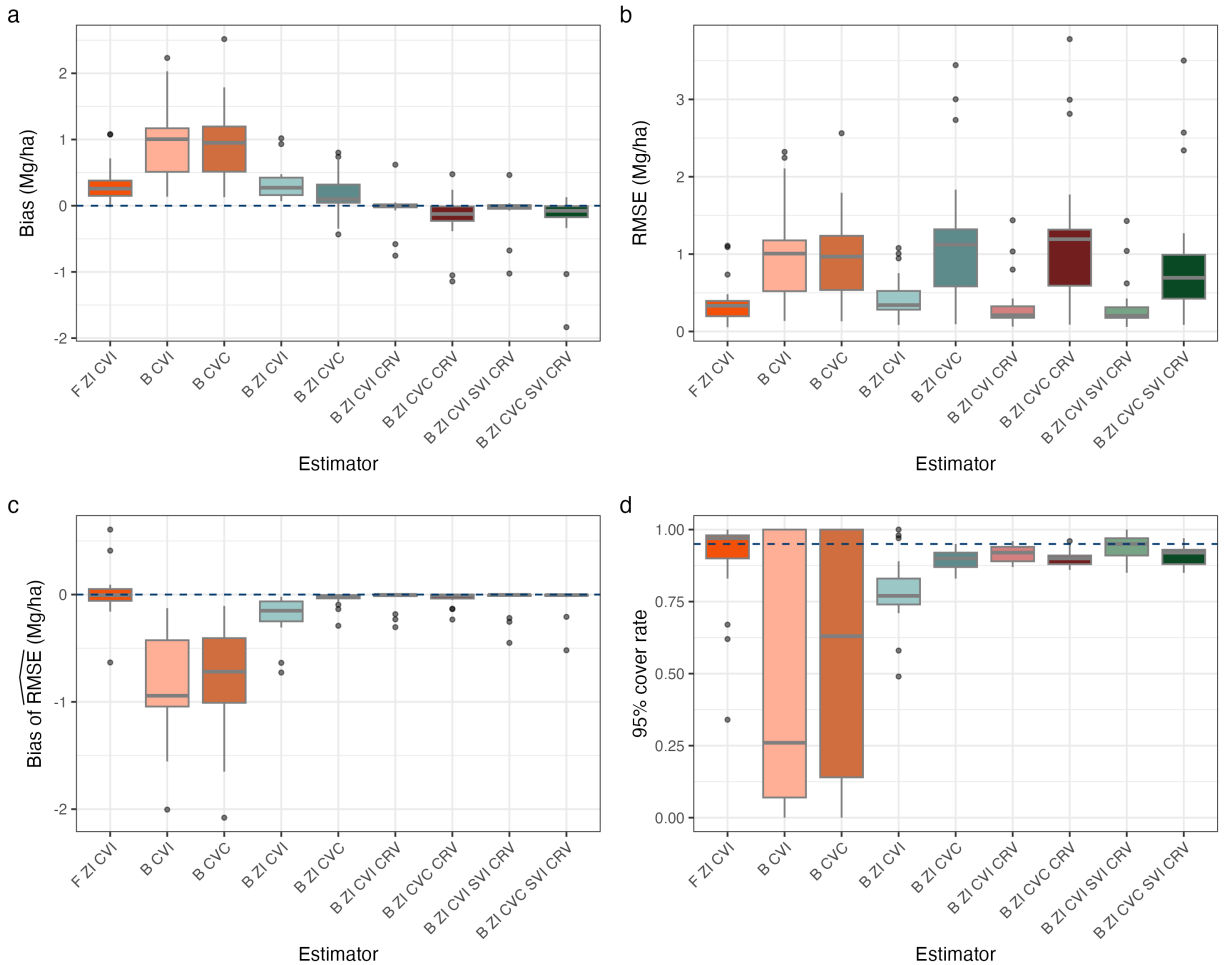 a
Bias (Mg/ha)
2
1
0
-1
-2
F ZI CVI
B CVI
B CVC
B ZI CVI
B ZI CVC
B ZI CVI CRV
B ZI CVC CRV
B ZI CVI SVI CRV
B ZI CVC SVI CRV
Estimator
b
RMSE (Mg/ha)
3
2
1
0
F ZI CVI
B CVI
B CVC
B ZI CVI
B ZI CVC
B ZI CVI CRV
B ZI CVC CRV
B ZI CVI SVI CRV
B ZI CVC SVI CRV
Estimator
c
Bias of RMSE (Mg/ha)
0
-1
-2
F ZI CVI
B CVI
B CVC
B ZI CVI
B ZI CVC
B ZI CVI CRV
B ZI CVC CRV
B ZI CVI SVI CRV
B ZI CVC SVI CRV
Estimator
d
95% cover rate
1.00
0.75
0.50
0.25
0.00
F ZI CVI
B CVI
B CVC
B ZI CVI
B ZI CVC
B ZI CVI CRV
B ZI CVC CRV
B ZI CVI SVI CRV
B ZI CVC SVI CRV
Estimator